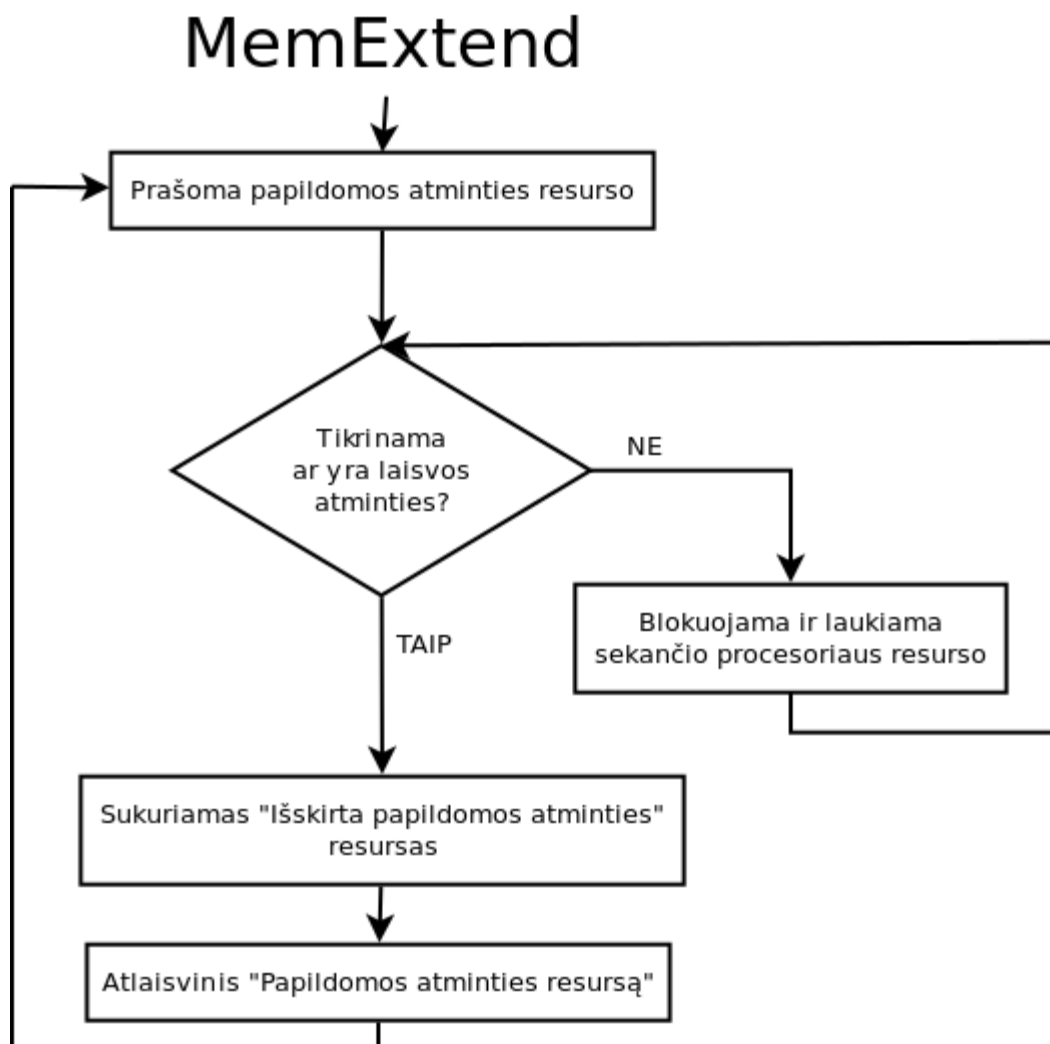 MemExtend
Prašoma papildomos atminties resurso
Tikrinama
ar yra laisvos
atminties?
NE
Blokuojama ir laukiama
sekančio procesoriaus resurso
TAIP
Sukuriamas "Išskirta papildomos atminties"
resursas
Atlaisvinis "Papildomos atminties resursą"